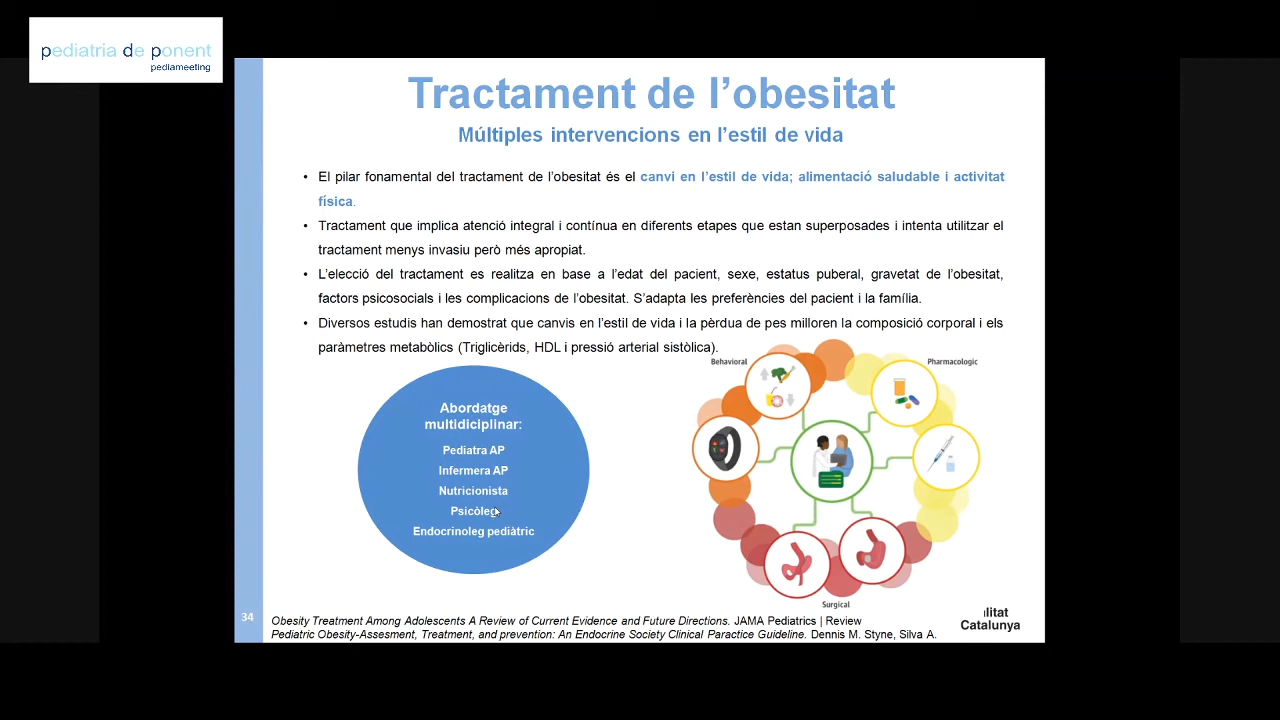 pediatria de ponent
pediameeting
Tractament de l’obesitat
Múltiples intervencions en l’estil de vida
• El pilar fonamental del tractament de l’obesitat és el canvi en l’estil de vida; alimentació saludable i activitat
física.
• Tractament que implica atenció integral i contínua en diferents etapes que estan superposades i intenta utilitzar el
tractament menys invasiu però més apropiat.
• L’elecció del tractament es realitza en base a l’edat del pacient, sexe, estatus puberal, gravetat de l’obesitat,
factors psicosocials i les complicacions de l’obesitat. S’adapta les preferències del pacient i la família.
• Diversos estudis han demostrat que canvis en l’estil de vida i la pèrdua de pes milloren la composició corporal i els
paràmetres metabòlics (Triglicèrids, HDL i pressió arterial sistòlica).
Behavioral
Pharmacologic
Abordatge
multidiciplinar:
Pediatra AP
Infermera AP
Nutricionista
Psicòleg
Endocrinoleg pediàtric
Surgical
34
Obesity Treatment Among Adolescents A Review of Current Evidence and Future Directions. JAMA Pediatrics | Review
Pediatric Obesity-Assesment, Treatment, and prevention: An Endocrine Society Clinical Paractice Guideline. Dennis M. Styne, Silva A.
litat
Catalunya